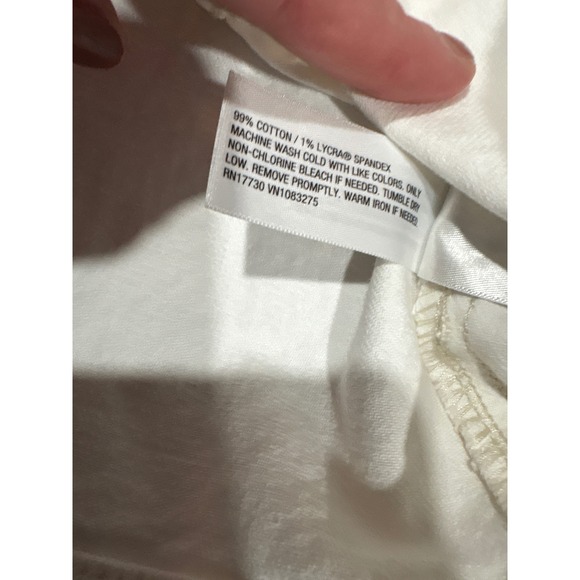 99% COTTON / 1% LYCRA® SPANDEX
MACHINE WASH COLD WITH LIKE COLORS. ONLY
NON-CHLORINE BLEACH IF NEEDED. TUMBLE DRY
LOW. REMOVE PROMPTLY. WARM IRON IF NEEDED.
RN17730 VN1083275